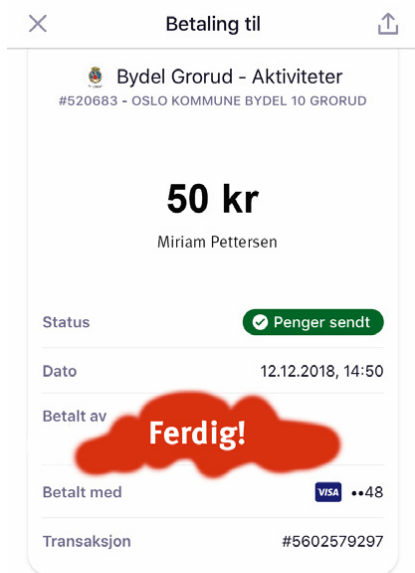 Betaling til
Bydel Grorud - Aktiviteter
#520683 - OSLO KOMMUNE BYDEL 10 GRORUD
50 kr
Miriam Pettersen
Status Penger sendt
Dato 12.12.2018, 14:50
Betalt av
Ferdig!
Betalt med VISA ••48
Transaksjon #5602579297